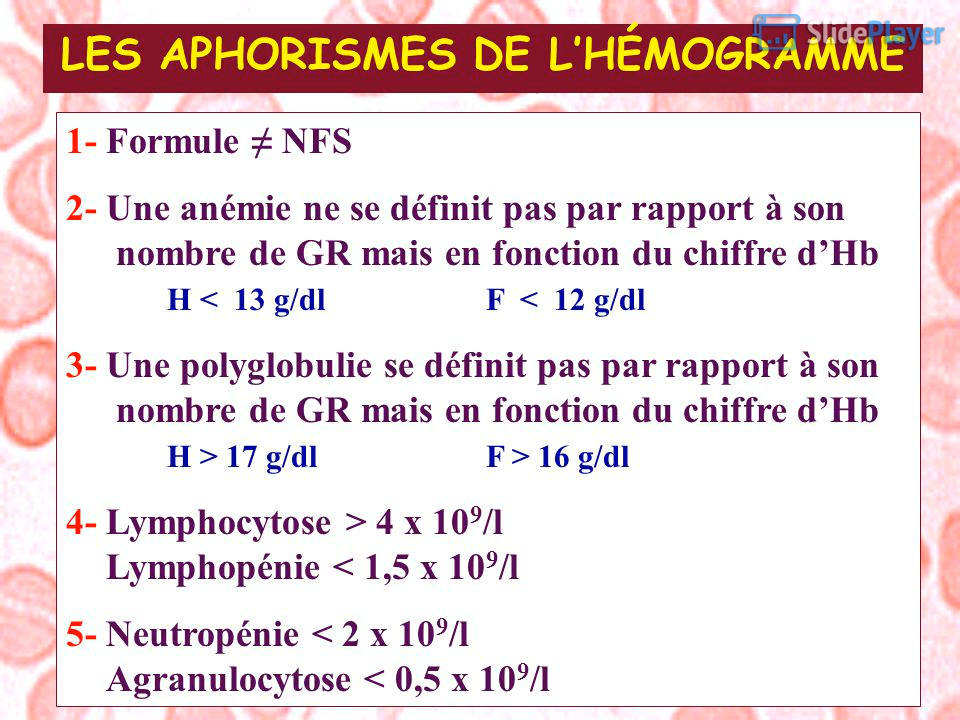 LES APHORISMES DE L’HÉMOGRAMME
SlidePlayer
1- Formule ≠ NFS
2- Une anémie ne se définit pas par rapport à son
nombre de GR mais en fonction du chiffre d’Hb
H < 13 g/dl F < 12 g/dl
3- Une polyglobulie se définit pas par rapport à son
nombre de GR mais en fonction du chiffre d’Hb
H > 17 g/dl F > 16 g/dl
4- Lymphocytose > 4 x 10⁹/l
Lymphopénie < 1,5 x 10⁹/l
5- Neutropénie < 2 x 10⁹/l
Agranulocytose < 0,5 x 10⁹/l